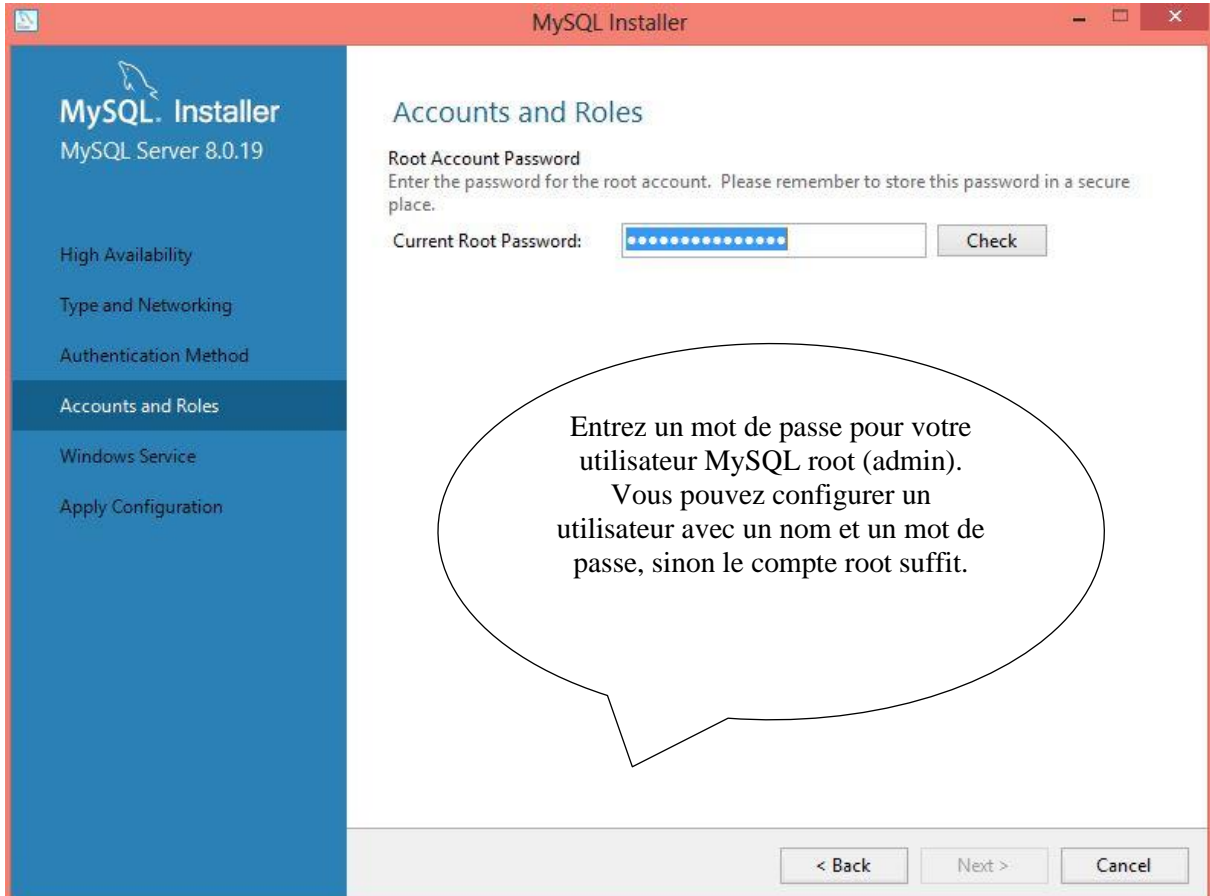 MySQL Installer
MySQL. Installer
MySQL Server 8.0.19
High Availability
Type and Networking
Authentication Method
Accounts and Roles
Windows Service
Apply Configuration
Accounts and Roles
Root Account Password
Enter the password for the root account. Please remember to store this password in a secure
place.
Current Root Password:
Check
Entrez un mot de passe pour votre
utilisateur MySQL root (admin).
Vous pouvez configurer un
utilisateur avec un nom et un mot de
passe, sinon le compte root suffit.
< Back
Next >
Cancel